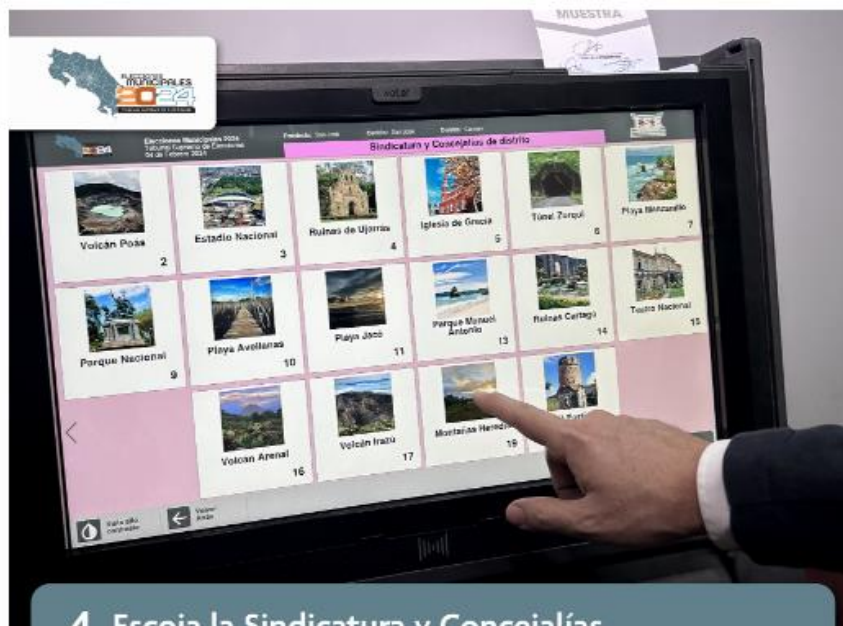 MUESTRA
ELECCIONES
MUNICIPALES
2024
votar
2024
Elecciones Municipales 2024
Tribunal Supremo de Elecciones
04 de Febrero 2024
Sindicatura y Concejalías de distrito
Volcán Poás
2
Estadio Nacional
3
Ruinas de Ujarrás
4
Iglesia de Grecia
5
Túnel Zurquí
6
Playa Manzanillo
7
Parque Nacional
9
Playa Avellanas
10
Playa Jacó
11
Parque Manuel
Antonio
13
Ruinas Cartago
14
Teatro Nacional
15
Volcán Arenal
16
Volcán Irazú
17
Montañas Heredia
19
Volver
4. Escoja la Sindicatura y Concejalías